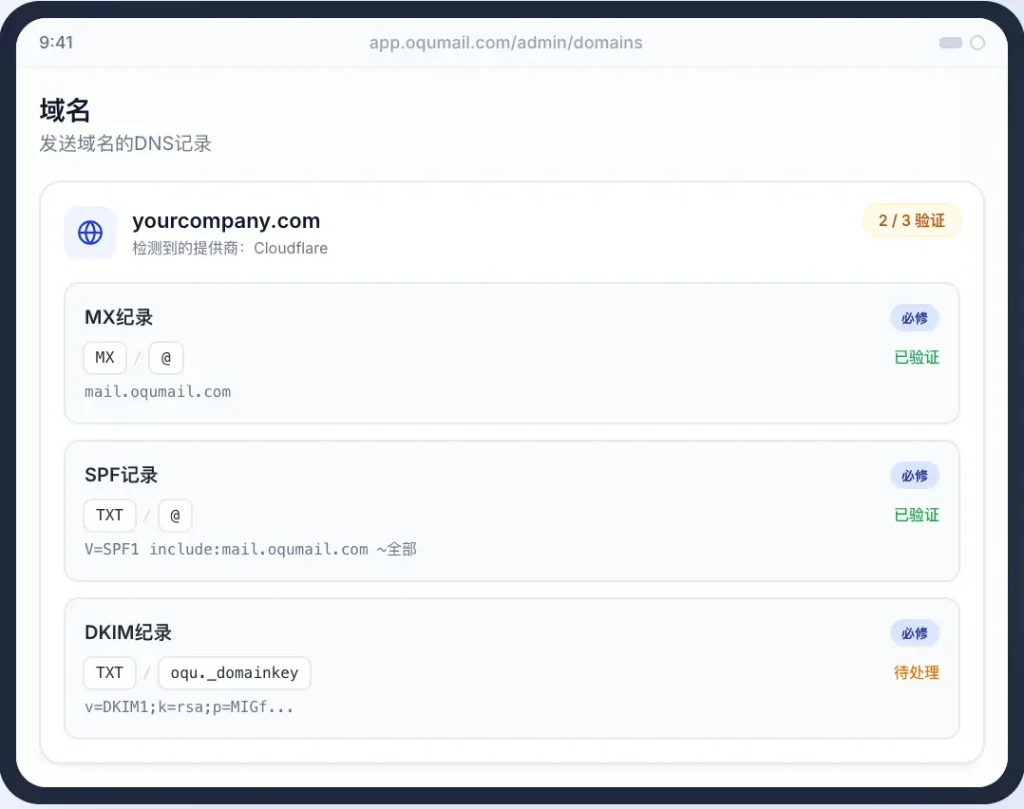 9:41
app.oqumail.com/admin/domains
域名
发送域名的DNS记录
yourcompany.com
2 / 3 验证
检测到的提供商：Cloudflare
MX纪录
必修
MX / @
已验证
mail.oqumail.com
SPF记录
必修
TXT / @
已验证
V=SPF1 include:mail.oqumail.com ~全部
DKIM纪录
必修
TXT / oqu._domainkey
待处理
v=DKIM1;k=rsa;p=MIGf...